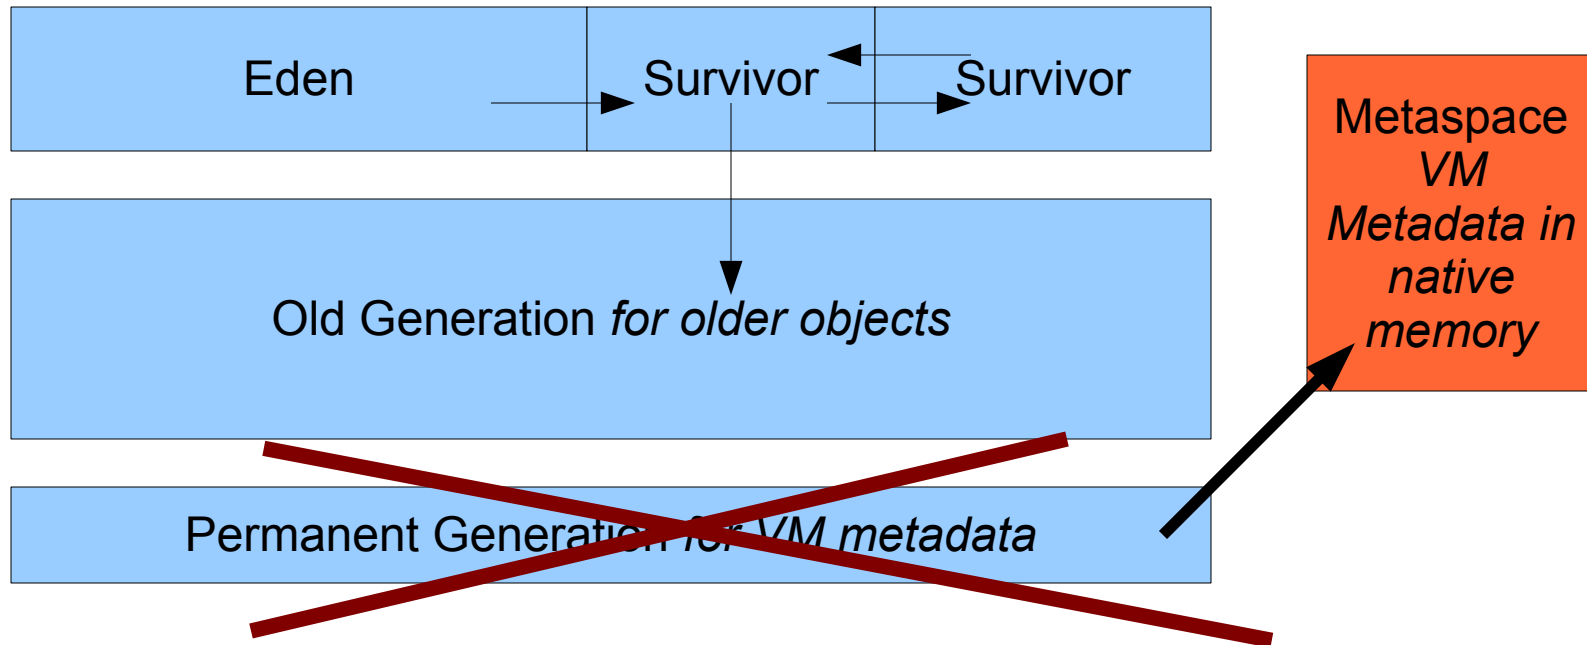 Eden
Survivor
Survivor
Metaspace
VM
Metadata in
native
memory
Old Generation for older objects
Permanent Generation for VM metadata